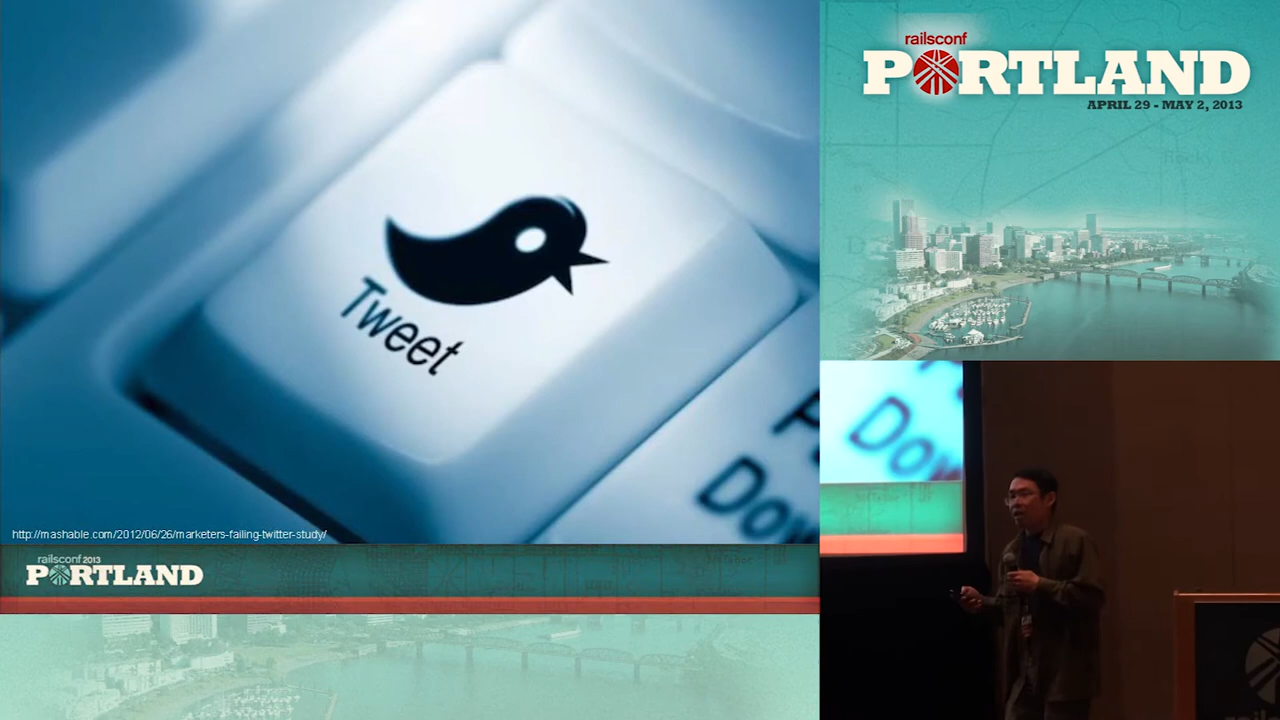 Tweet
Dow
http://mashable.com/2012/06/26/marketers-failing-twitter-study/
railsconf 2013
PORTLAND
railsconf
PORTLAND
APRIL 29 - MAY 2, 2013
Dow